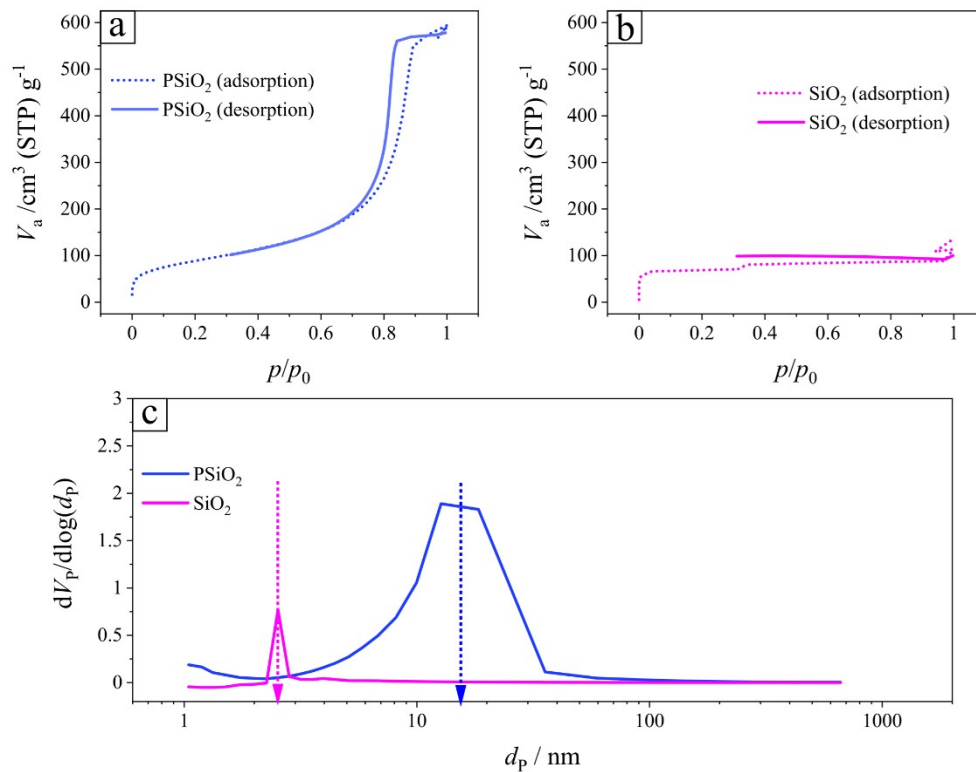 a
600
500
400
300
200
100
0
PSiO₂ (adsorption)
PSiO₂ (desorption)
Vₐ /cm³ (STP) g⁻¹
0 0.2 0.4 0.6 0.8 1
p/p₀
b
600
500
400
300
200
100
0
SiO₂ (adsorption)
SiO₂ (desorption)
Vₐ /cm³ (STP) g⁻¹
0 0.2 0.4 0.6 0.8 1
p/p₀
c
3
2.5
2
1.5
1
0.5
0
PSiO₂
SiO₂
dV_P/dlog(d_P)
1 10 100 1000
d_P / nm